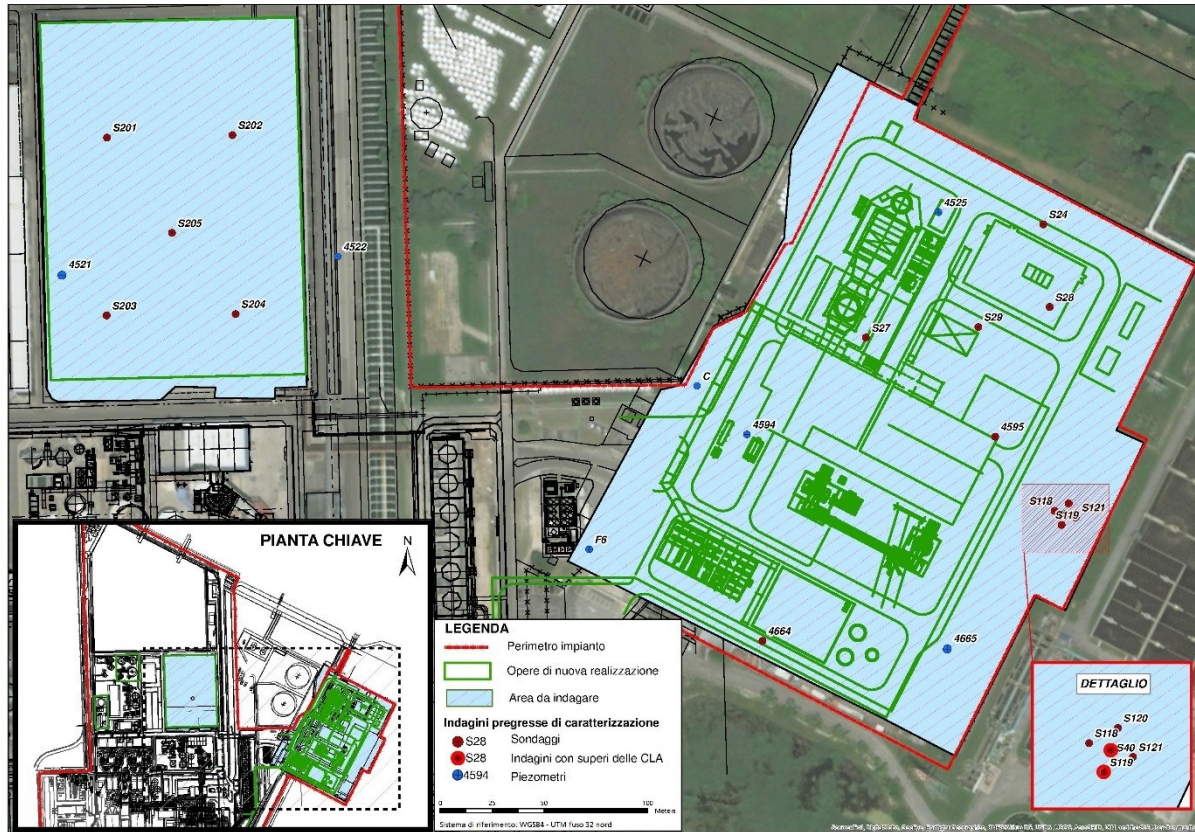 S201
S202
S205
4521
4522
S203
S204
4525
S24
S28
S29
S27
C
4594
4595
S118
S121
S119
F6
4664
4665
PIANTA CHIAVE
N
LEGENDA
Perimetro impianto
Opere di nuova realizzazione
Area da indagare
Indagini pregresse di caratterizzazione
S28 Sondaggi
S28 Indagini con superi delle CLA
4594 Piezometri
0 25 50 100
Meters
Sistema di riferimento: WGS84 - UTM fuso 32 nord
DETTAGLIO
S120
S118
S40
S121
S119